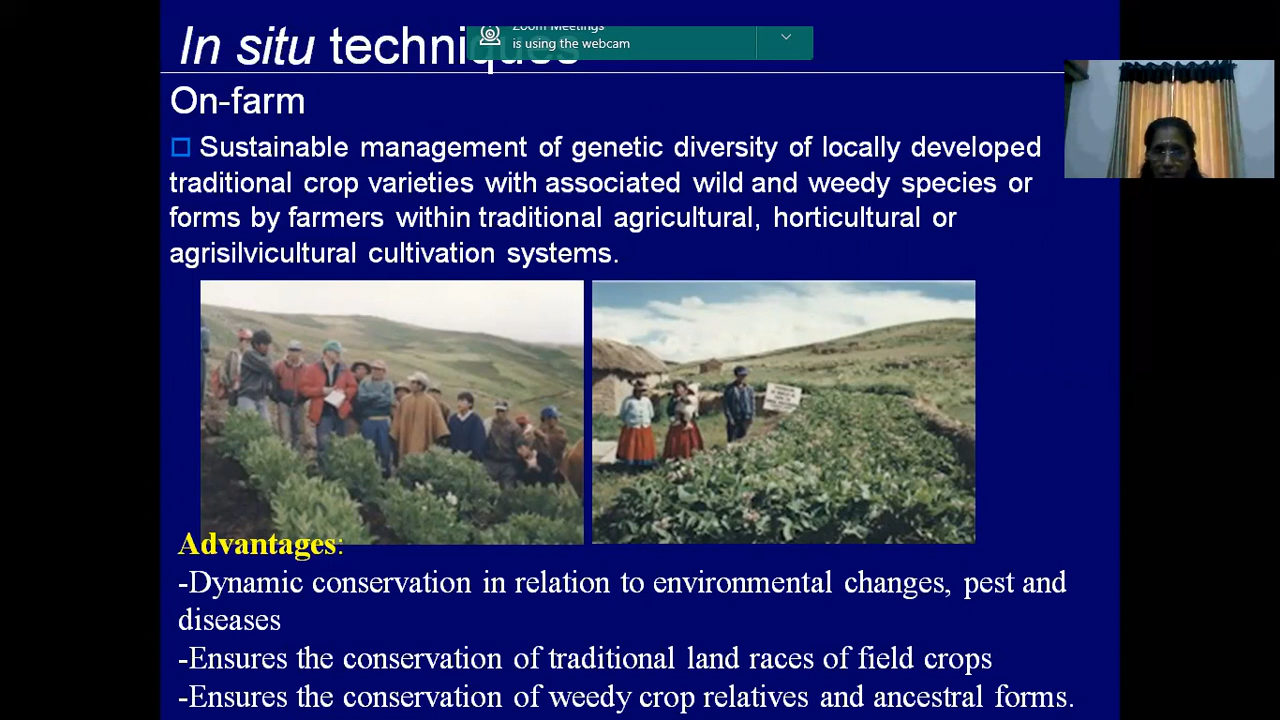 In situ techniques
Zoom Meetings
is using the webcam
On-farm
Sustainable management of genetic diversity of locally developed
traditional crop varieties with associated wild and weedy species or
forms by farmers within traditional agricultural, horticultural or
agrisilvicultural cultivation systems.
Advantages:
-Dynamic conservation in relation to environmental changes, pest and
diseases
-Ensures the conservation of traditional land races of field crops
-Ensures the conservation of weedy crop relatives and ancestral forms.